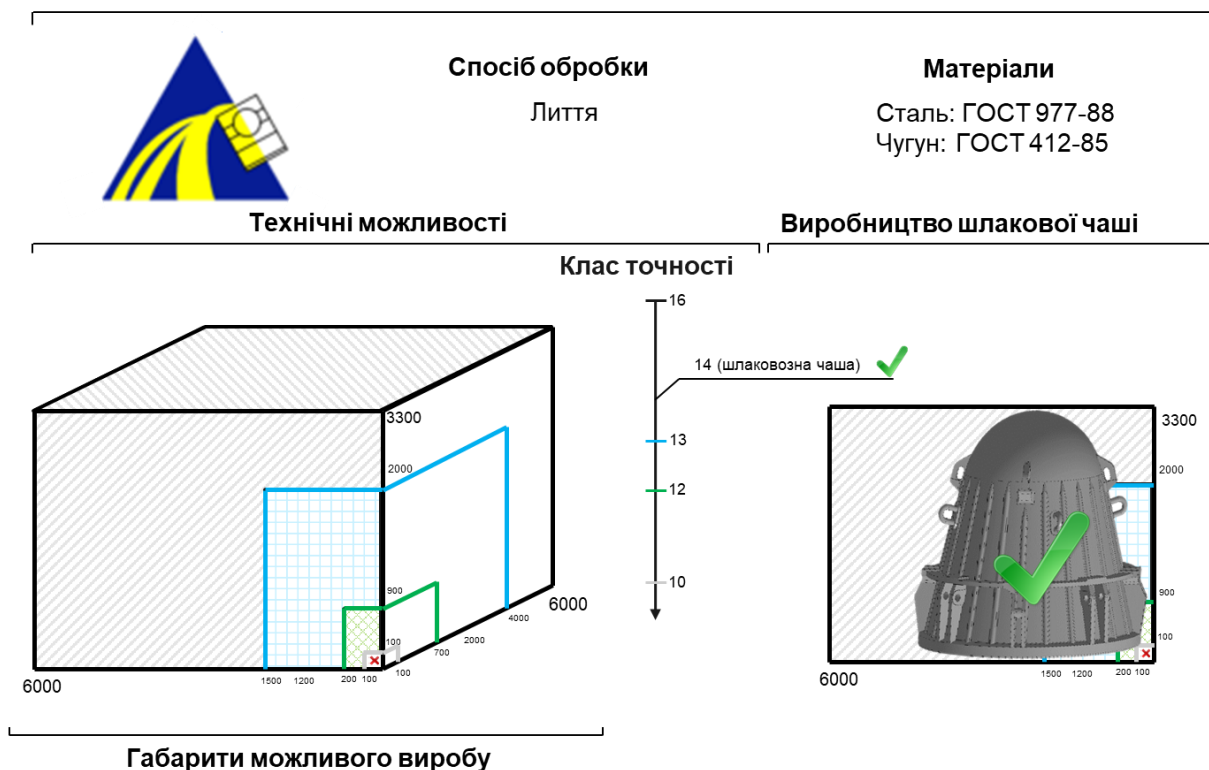 Спосіб обробки
Лиття
Матеріали
Сталь: ГОСТ 977-88
Чугун: ГОСТ 412-85
Технічні можливості
Виробництво шлакової чаші
Клас точності
16
14 (шлаковозна чаша)
13
12
10
3300
2000
900
100
6000
4000
2000
700
100
6000
1500 1200 200 100
3300
2000
900
100
6000
1500 1200 200 100
Габарити можливого виробу